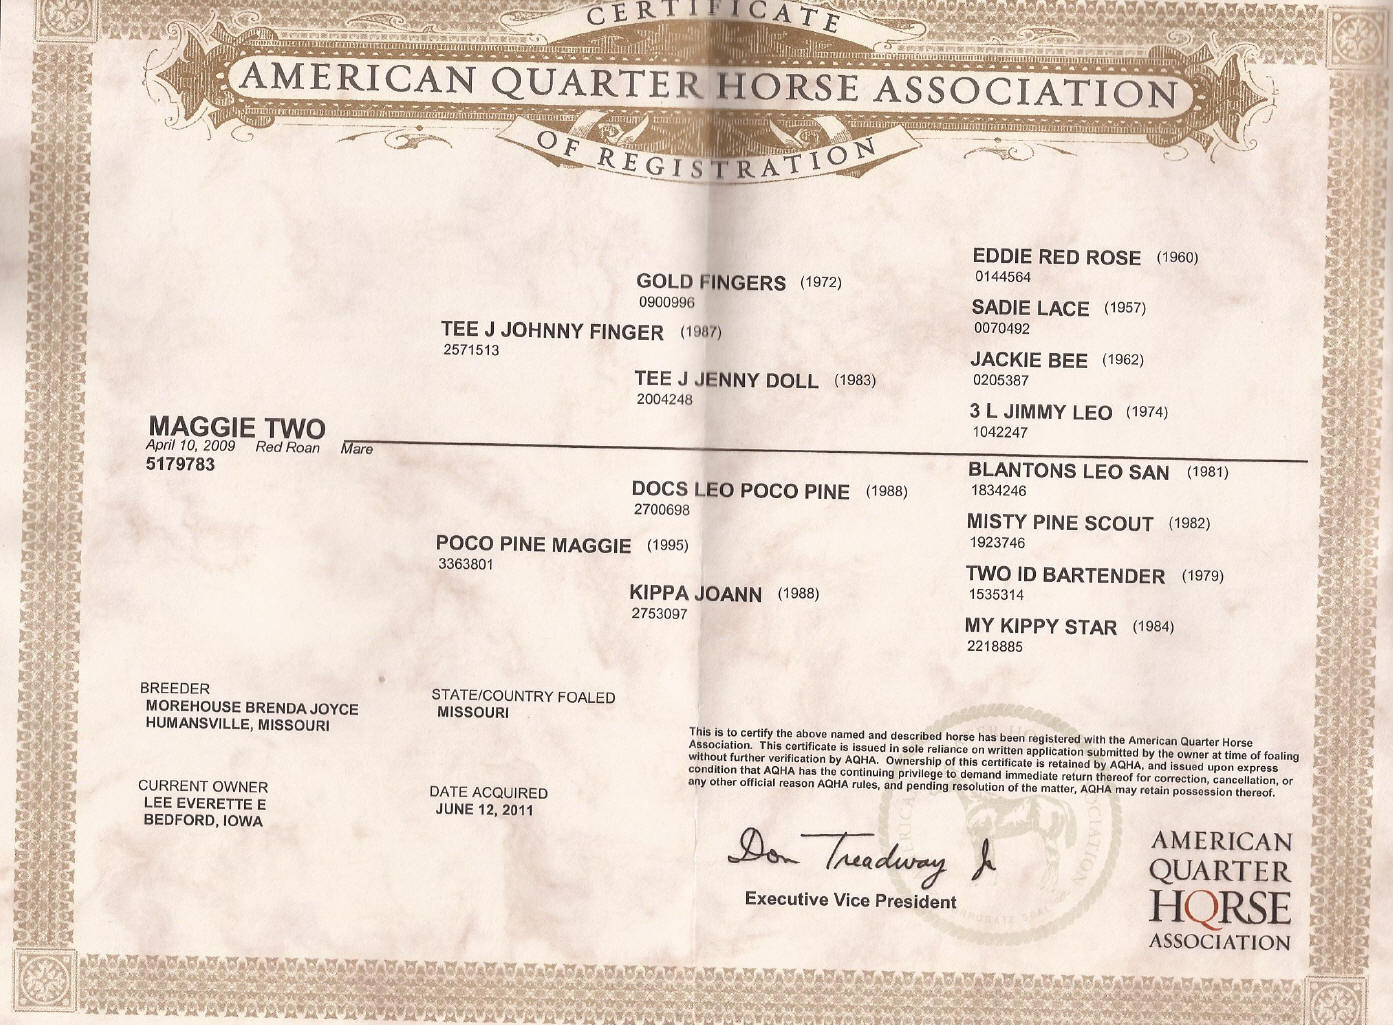 CERTIFICATE
AMERICAN QUARTER HORSE ASSOCIATION
OF REGISTRATION
EDDIE RED ROSE (1960)
0144564
GOLD FINGERS (1972)
0900996
SADIE LACE (1957)
0070492
TEE J JOHNNY FINGER (1987)
2571513
JACKIE BEE (1962)
0205387
TEE J JENNY DOLL (1983)
2004248
3 L JIMMY LEO (1974)
1042247
MAGGIE TWO
April 10, 2009 Red Roan Mare
5179783
BLANTONS LEO SAN (1981)
1834246
DOCS LEO POCO PINE (1988)
2700698
MISTY PINE SCOUT (1982)
1923746
POCO PINE MAGGIE (1995)
3363801
TWO ID BARTENDER (1979)
1535314
KIPPA JOANN (1988)
2753097
MY KIPPY STAR (1984)
2218885
BREEDER
MOREHOUSE BRENDA JOYCE
HUMANSVILLE, MISSOURI
STATE/COUNTRY FOALED
MISSOURI
CURRENT OWNER
LEE EVERETTE E
BEDFORD, IOWA
DATE ACQUIRED
JUNE 12, 2011
This is to certify the above named and described horse has been registered with the American Quarter Horse
Association. This certificate is issued in sole reliance on written application submitted by the owner at time of foaling
without further verification by AQHA. Ownership of this certificate is retained by AQHA, and issued upon express
condition that AQHA has the continuing privilege to demand immediate return thereof for correction, cancellation, or
any other official reason AQHA rules, and pending resolution of the matter, AQHA may retain possession thereof.
Don Treadway Jr
Executive Vice President
AMERICAN
QUARTER
HORSE
ASSOCIATION